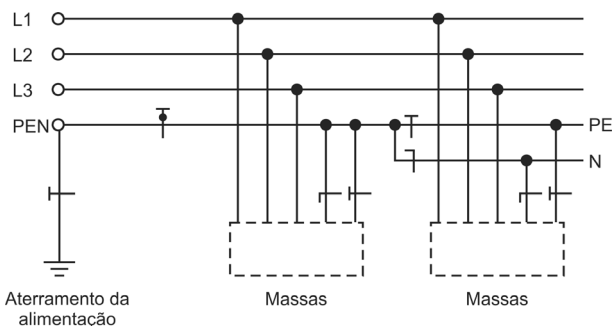 L1
L2
L3
PEN
PE
N
Aterramento da
alimentação
Massas
Massas